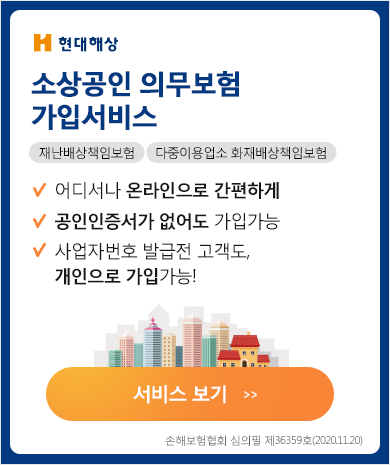 현대해상
소상공인 의무보험
가입서비스
재난배상책임보험 다중이용업소 화재배상책임보험
어디서나 온라인으로 간편하게
공인인증서가 없어도 가입가능
사업자번호 발급전 고객도,
개인으로 가입가능!
서비스 보기 >>
손해보험협회 심의필 제36359호(2020.11.20)